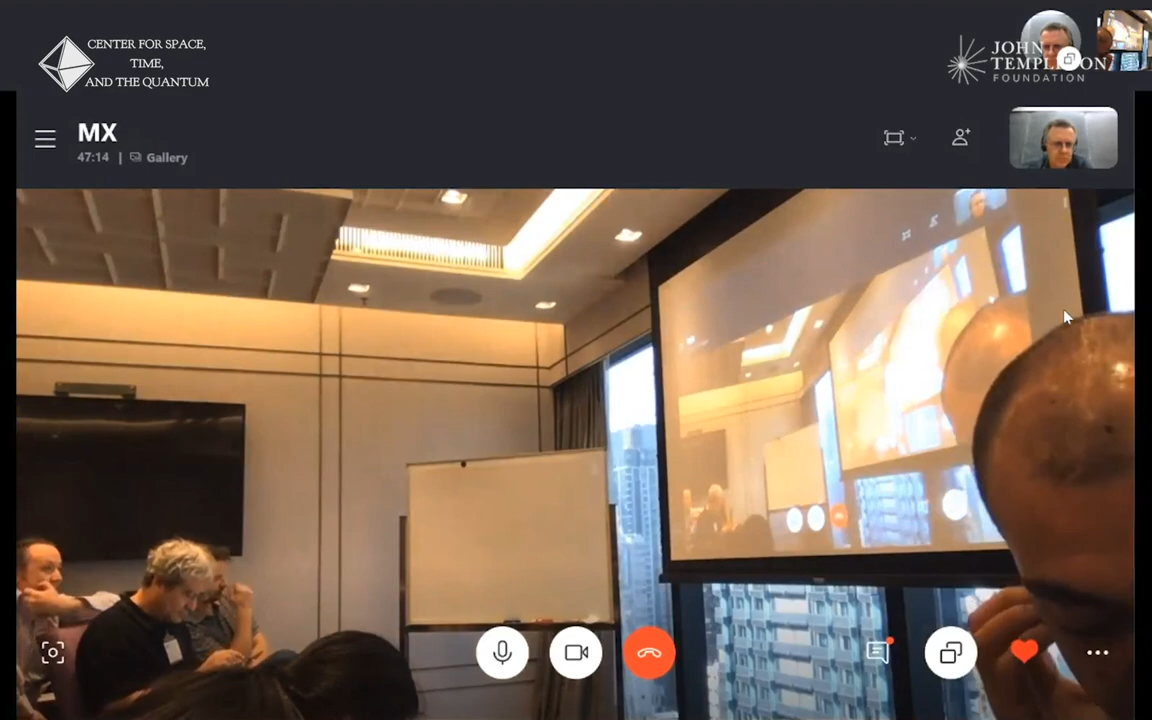 CENTER FOR SPACE,
TIME,
AND THE QUANTUM
JOHN
TEMPLETON
FOUNDATION
MX
47:14 | Gallery